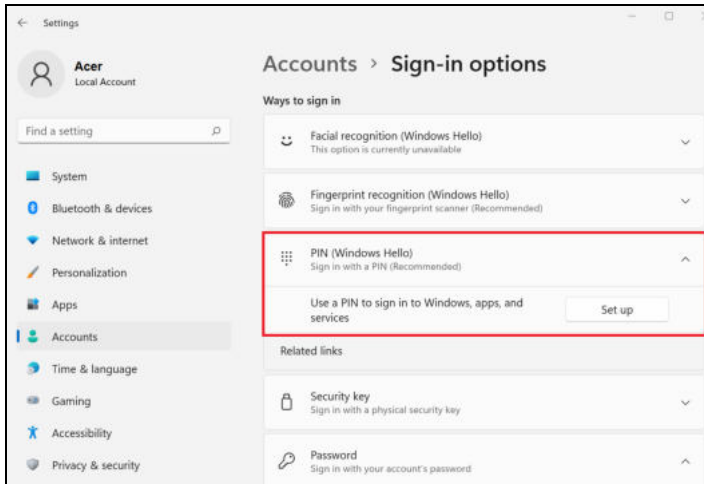 Settings
Acer
Local Account
Find a setting
System
Bluetooth & devices
Network & internet
Personalization
Apps
Accounts
Time & language
Gaming
Accessibility
Privacy & security
Accounts > Sign-in options
Ways to sign in
Facial recognition (Windows Hello)
This option is currently unavailable
Fingerprint recognition (Windows Hello)
Sign in with your fingerprint scanner (Recommended)
PIN (Windows Hello)
Sign in with a PIN (Recommended)
Use a PIN to sign in to Windows, apps, and
services
Set up
Related links
Security key
Sign in with a physical security key
Password
Sign in with your account's password